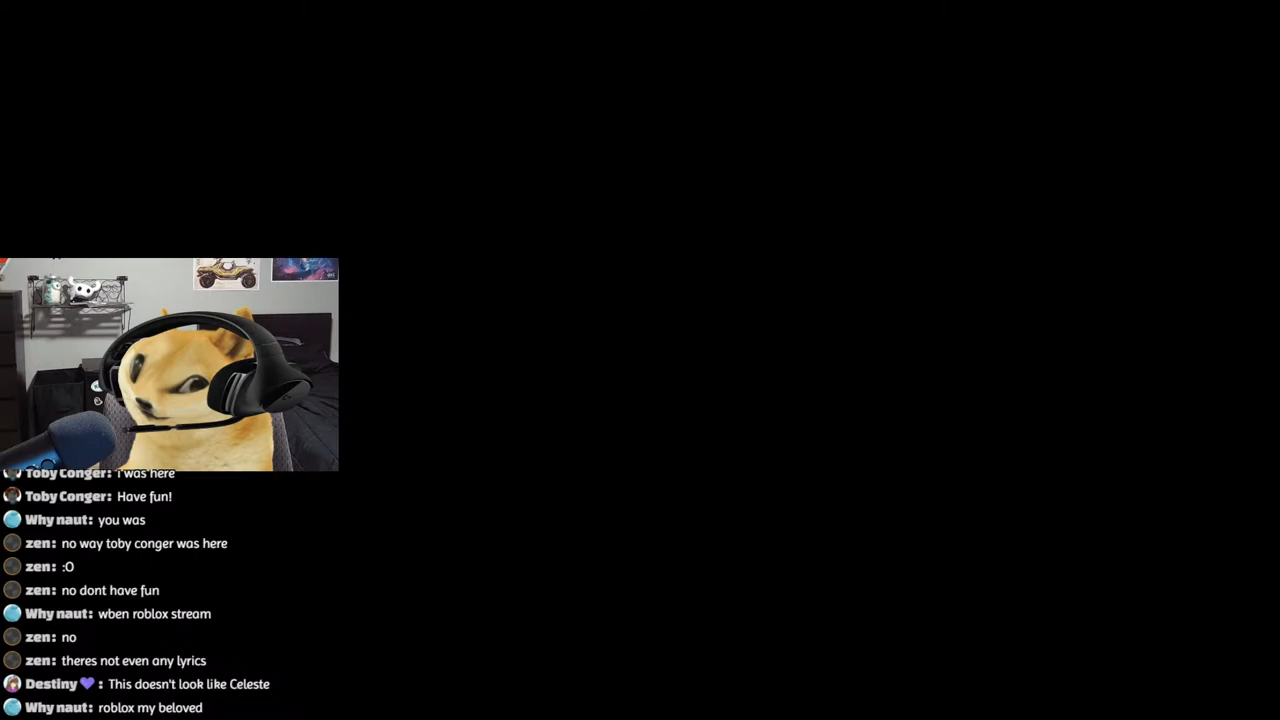 Toby Conger: i was here
Toby Conger: Have fun!
Why naut: you was
zen: no way toby conger was here
zen: :O
zen: no dont have fun
Why naut: wben roblox stream
zen: no
zen: theres not even any lyrics
Destiny 💜 : This doesn't look like Celeste
Why naut: roblox my beloved